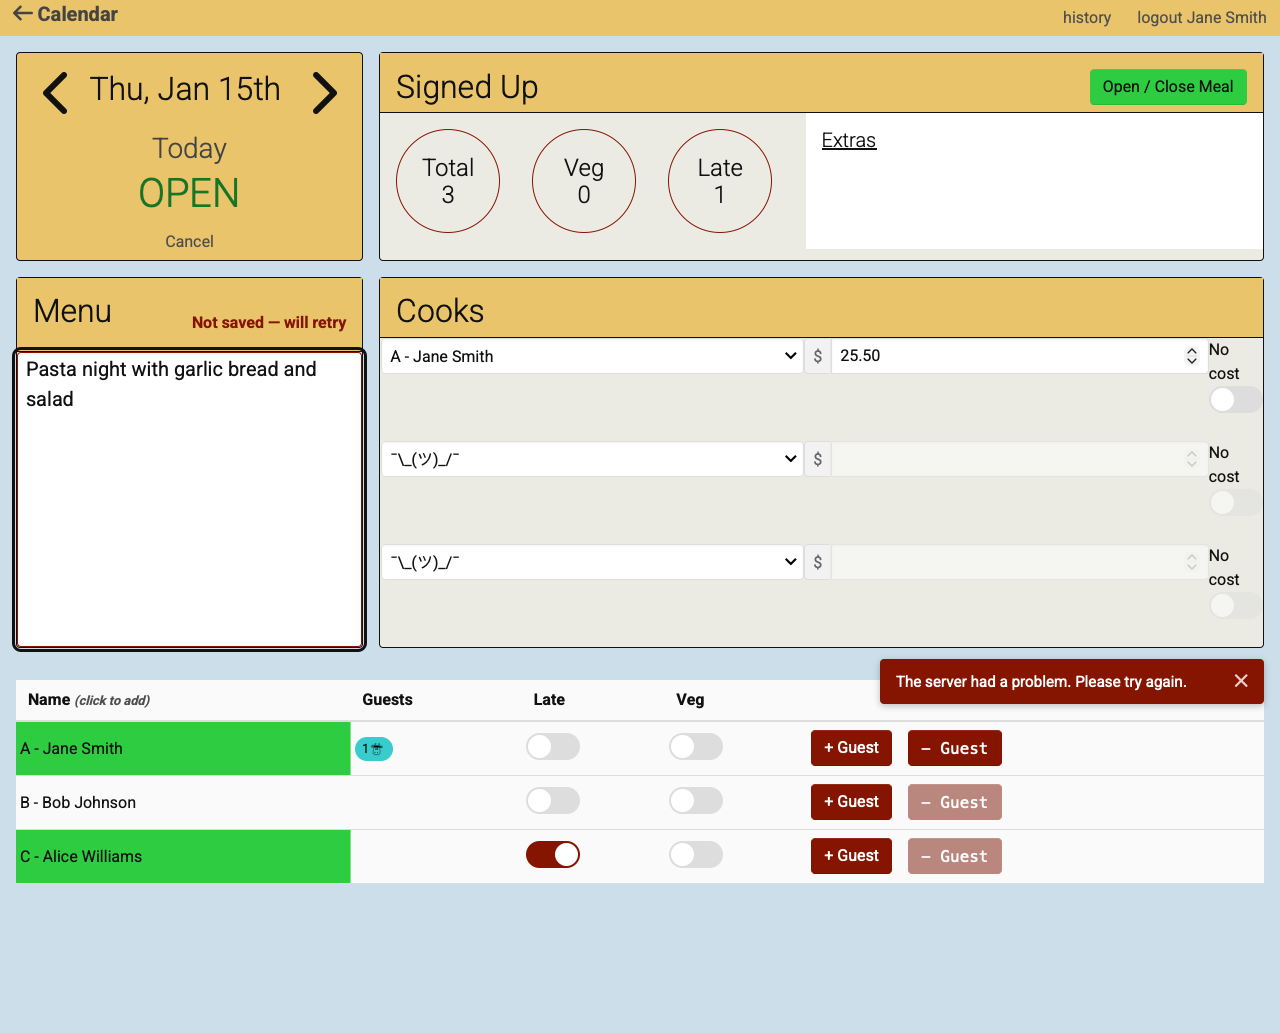 Calendar
history
logout Jane Smith
Thu, Jan 15th
Today
OPEN
Cancel
Signed Up
Open / Close Meal
Total
3
Veg
0
Late
1
Extras
Menu
Not saved — will retry
Pasta night with garlic bread and
salad
Cooks
A - Jane Smith
$
25.50
No
cost
¯\_(ツ)_/¯
$
No
cost
¯\_(ツ)_/¯
$
No
cost
The server had a problem. Please try again.
Name (click to add)
Guests
Late
Veg
A - Jane Smith
1
+ Guest
– Guest
B - Bob Johnson
+ Guest
– Guest
C - Alice Williams
+ Guest
– Guest